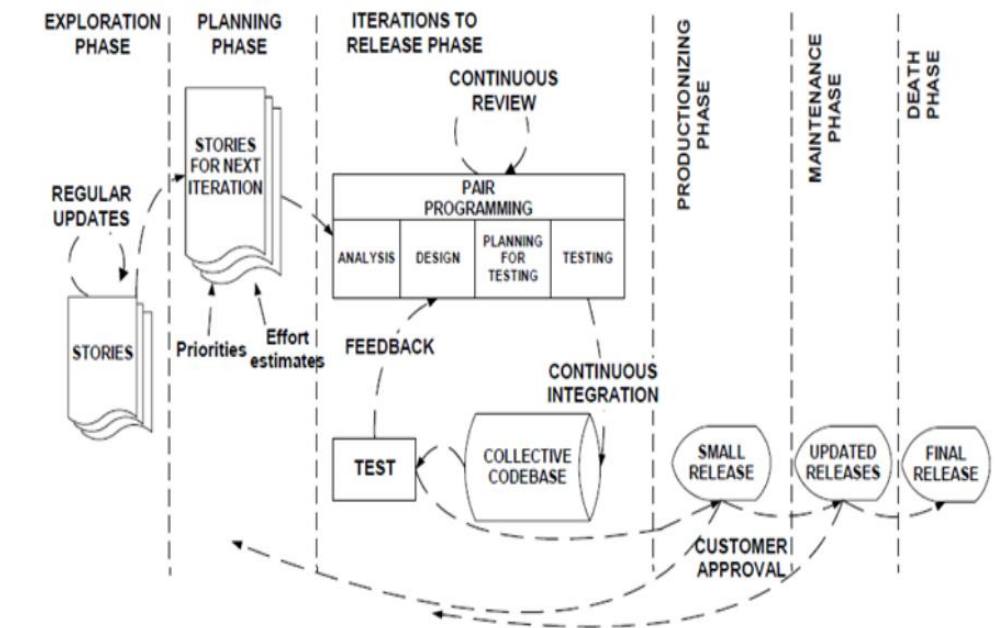 EXPLORATION
PHASE
PLANNING
PHASE
ITERATIONS TO
RELEASE PHASE
PRODUCTIONIZING
PHASE
MAINTENANCE
PHASE
DEATH
PHASE
CONTINUOUS
REVIEW
STORIES
FOR NEXT
ITERATION
REGULAR
UPDATES
PAIR
PROGRAMMING
ANALYSIS
DESIGN
PLANNING
FOR
TESTING
TESTING
STORIES
Priorities
Effort
estimates
FEEDBACK
CONTINUOUS
INTEGRATION
TEST
COLLECTIVE
CODEBASE
SMALL
RELEASE
UPDATED
RELEASES
FINAL
RELEASE
CUSTOMER
APPROVAL